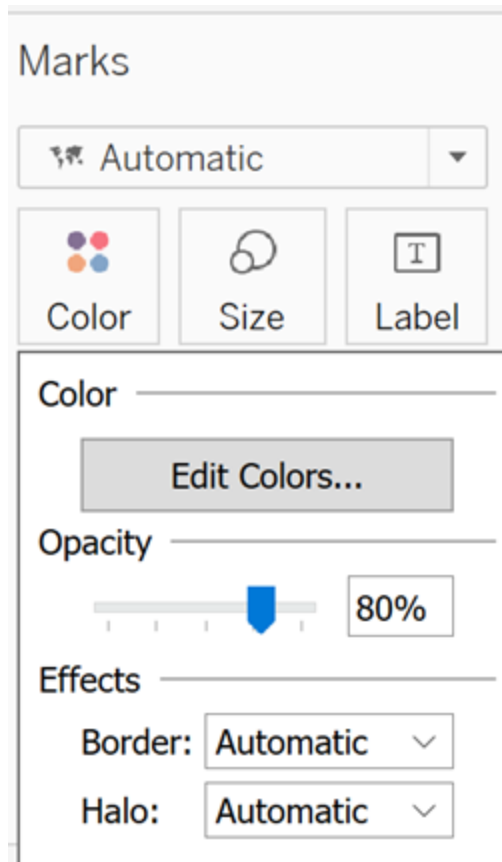 Marks
Automatic
Color Size Label
Color
Edit Colors...
Opacity
80%
Effects
Border: Automatic
Halo: Automatic